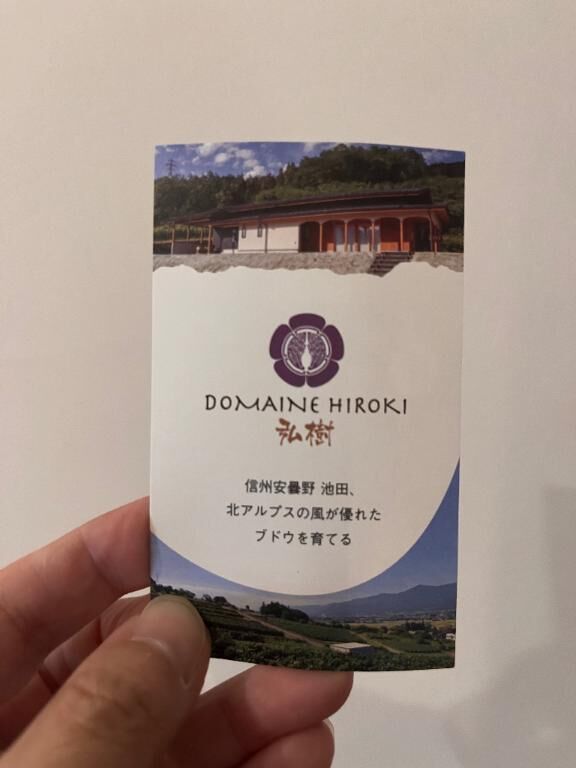 DOMAINE HIROKI
弘樹
信州安曇野 池田、
北アルプスの風が優れた
ブドウを育てる